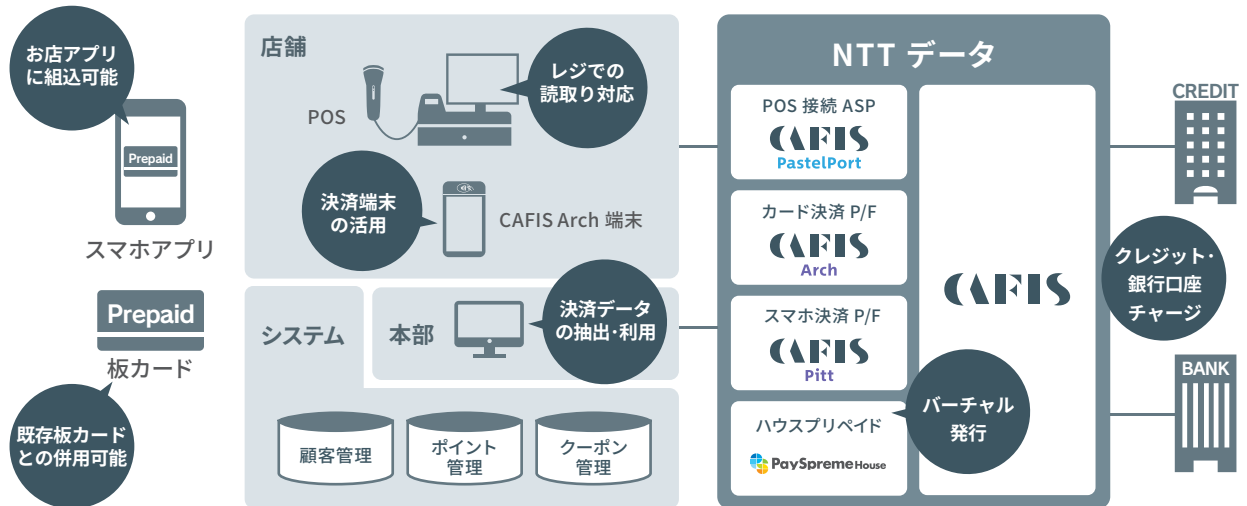 お店アプリ
に組込可能
Prepaid
スマホアプリ
Prepaid
板カード
既存板カード
との併用可能
店舗
POS
レジでの
読取り対応
決済端末
の活用
CAFIS Arch 端末
システム
本部
決済データ
の抽出・利用
顧客管理
ポイント
管理
クーポン
管理
NTT データ
POS 接続 ASP
CAFIS
PastelPort
カード決済 P/F
CAFIS
Arch
スマホ決済 P/F
CAFIS
Pitt
ハウスプリペイド
PaySpreme House
CAFIS
バーチャル
発行
CREDIT
クレジット・
銀行口座
チャージ
BANK